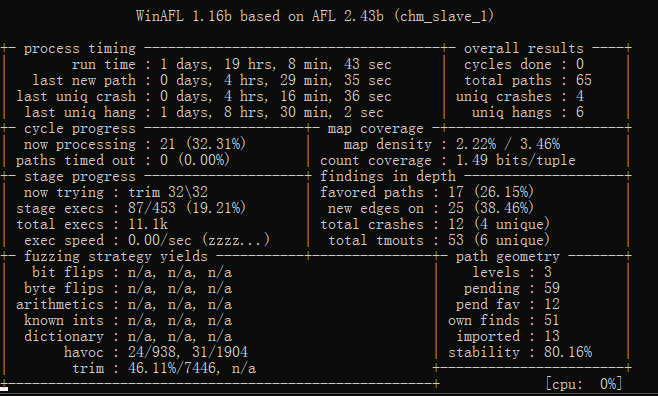 WinAFL 1.16b based on AFL 2.43b (chm_slave_1)
+- process timing -------------------------------------+- overall results ----+
| run time : 1 days, 19 hrs, 8 min, 43 sec | cycles done : 0 |
| last new path : 0 days, 4 hrs, 29 min, 35 sec | total paths : 65 |
| last uniq crash : 0 days, 4 hrs, 16 min, 36 sec | uniq crashes : 4 |
| last uniq hang : 1 days, 8 hrs, 30 min, 2 sec | uniq hangs : 6 |
+- cycle progress --------------------+- map coverage -+----------------------+
| now processing : 21 (32.31%) | map density : 2.22% / 3.46% |
| paths timed out : 0 (0.00%) | count coverage : 1.49 bits/tuple |
+- stage progress --------------------+- findings in depth --------------------+
| now trying : trim 32\32 | favored paths : 17 (26.15%) |
| stage execs : 87/453 (19.21%) | new edges on : 25 (38.46%) |
| total execs : 11.1k | total crashes : 12 (4 unique) |
| exec speed : 0.00/sec (zzzz...) | total tmouts : 53 (6 unique) |
+- fuzzing strategy yields -----------+---------------+- path geometry --------+
| bit flips : n/a, n/a, n/a | levels : 3 |
| byte flips : n/a, n/a, n/a | pending : 59 |
| arithmetics : n/a, n/a, n/a | pend fav : 12 |
| known ints : n/a, n/a, n/a | own finds : 51 |
| dictionary : n/a, n/a, n/a | imported : 13 |
| havoc : 24/938, 31/1904 | stability : 80.16% |
| trim : 46.11%/7446, n/a +------------------------+
+-----------------------------------------------------+ [cpu: 0%]